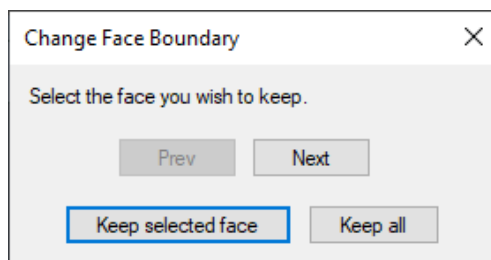 Change Face Boundary
Select the face you wish to keep.
Prev Next
Keep selected face Keep all